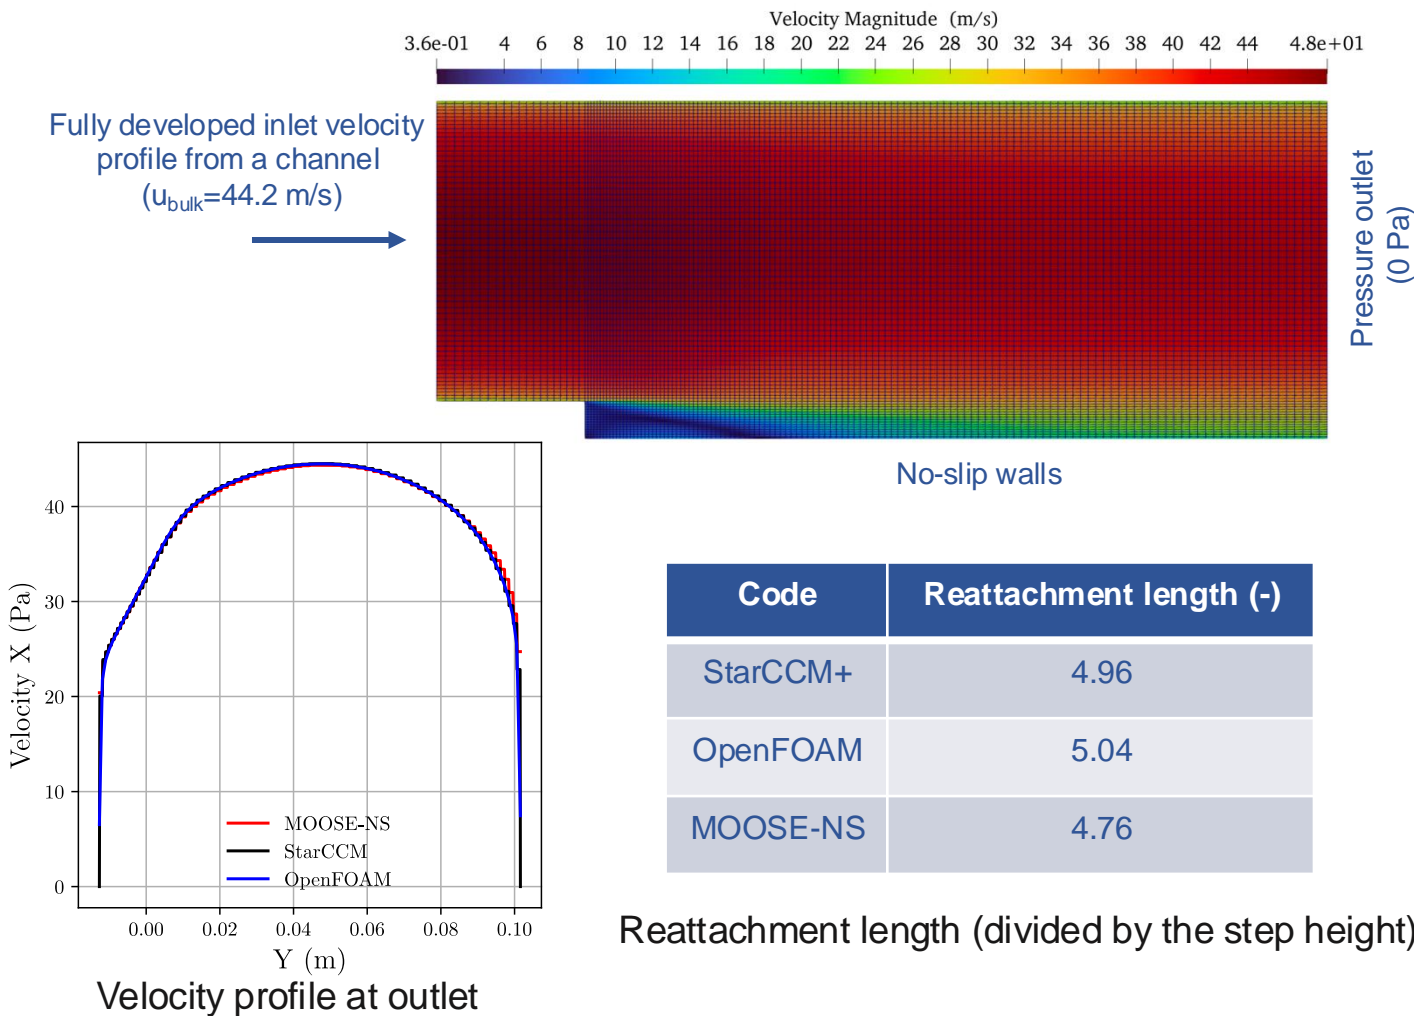 Velocity Magnitude (m/s)
3.6e-01 4 6 8 10 12 14 16 18 20 22 24 26 28 30 32 34 36 38 40 42 44 4.8e+01
Fully developed inlet velocity
profile from a channel
(u_bulk=44.2 m/s)
Pressure outlet
(0 Pa)
No-slip walls
Velocity X (Pa)
40
30
20
10
0
MOOSE-NS
StarCCM
OpenFOAM
0.00 0.02 0.04 0.06 0.08 0.10
Y (m)
Velocity profile at outlet
Code Reattachment length (-)
StarCCM+ 4.96
OpenFOAM 5.04
MOOSE-NS 4.76
Reattachment length (divided by the step height)